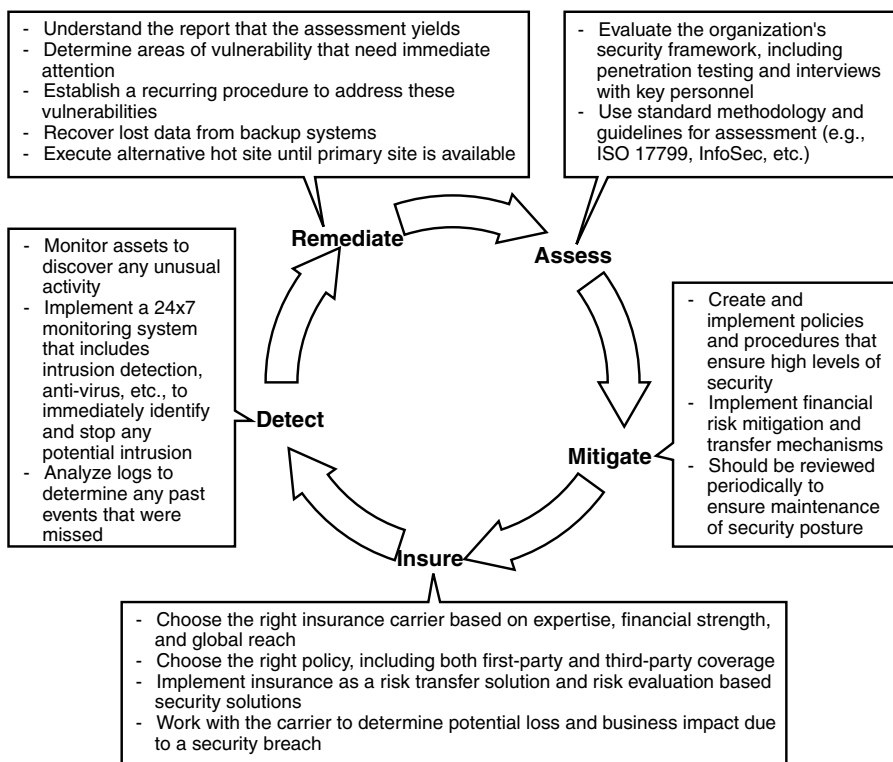 - Understand the report that the assessment yields
- Determine areas of vulnerability that need immediate
attention
- Establish a recurring procedure to address these
vulnerabilities
- Recover lost data from backup systems
- Execute alternative hot site until primary site is available
- Evaluate the organization's
security framework, including
penetration testing and interviews
with key personnel
- Use standard methodology and
guidelines for assessment (e.g.,
ISO 17799, InfoSec, etc.)
Remediate
Assess
- Monitor assets to
discover any unusual
activity
- Implement a 24x7
monitoring system
that includes
intrusion detection,
anti-virus, etc., to
immediately identify
and stop any
potential intrusion
- Analyze logs to
determine any past
events that were
missed
- Create and
implement policies
and procedures that
ensure high levels of
security
- Implement financial
risk mitigation and
transfer mechanisms
- Should be reviewed
periodically to
ensure maintenance
of security posture
Detect
Mitigate
Insure
- Choose the right insurance carrier based on expertise, financial strength,
and global reach
- Choose the right policy, including both first-party and third-party coverage
- Implement insurance as a risk transfer solution and risk evaluation based
security solutions
- Work with the carrier to determine potential loss and business impact due
to a security breach